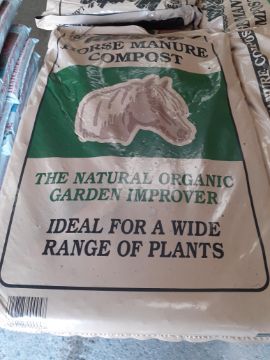 HORSE MANURE
COMPOST
THE NATURAL ORGANIC
GARDEN IMPROVER
IDEAL FOR A WIDE
RANGE OF PLANTS